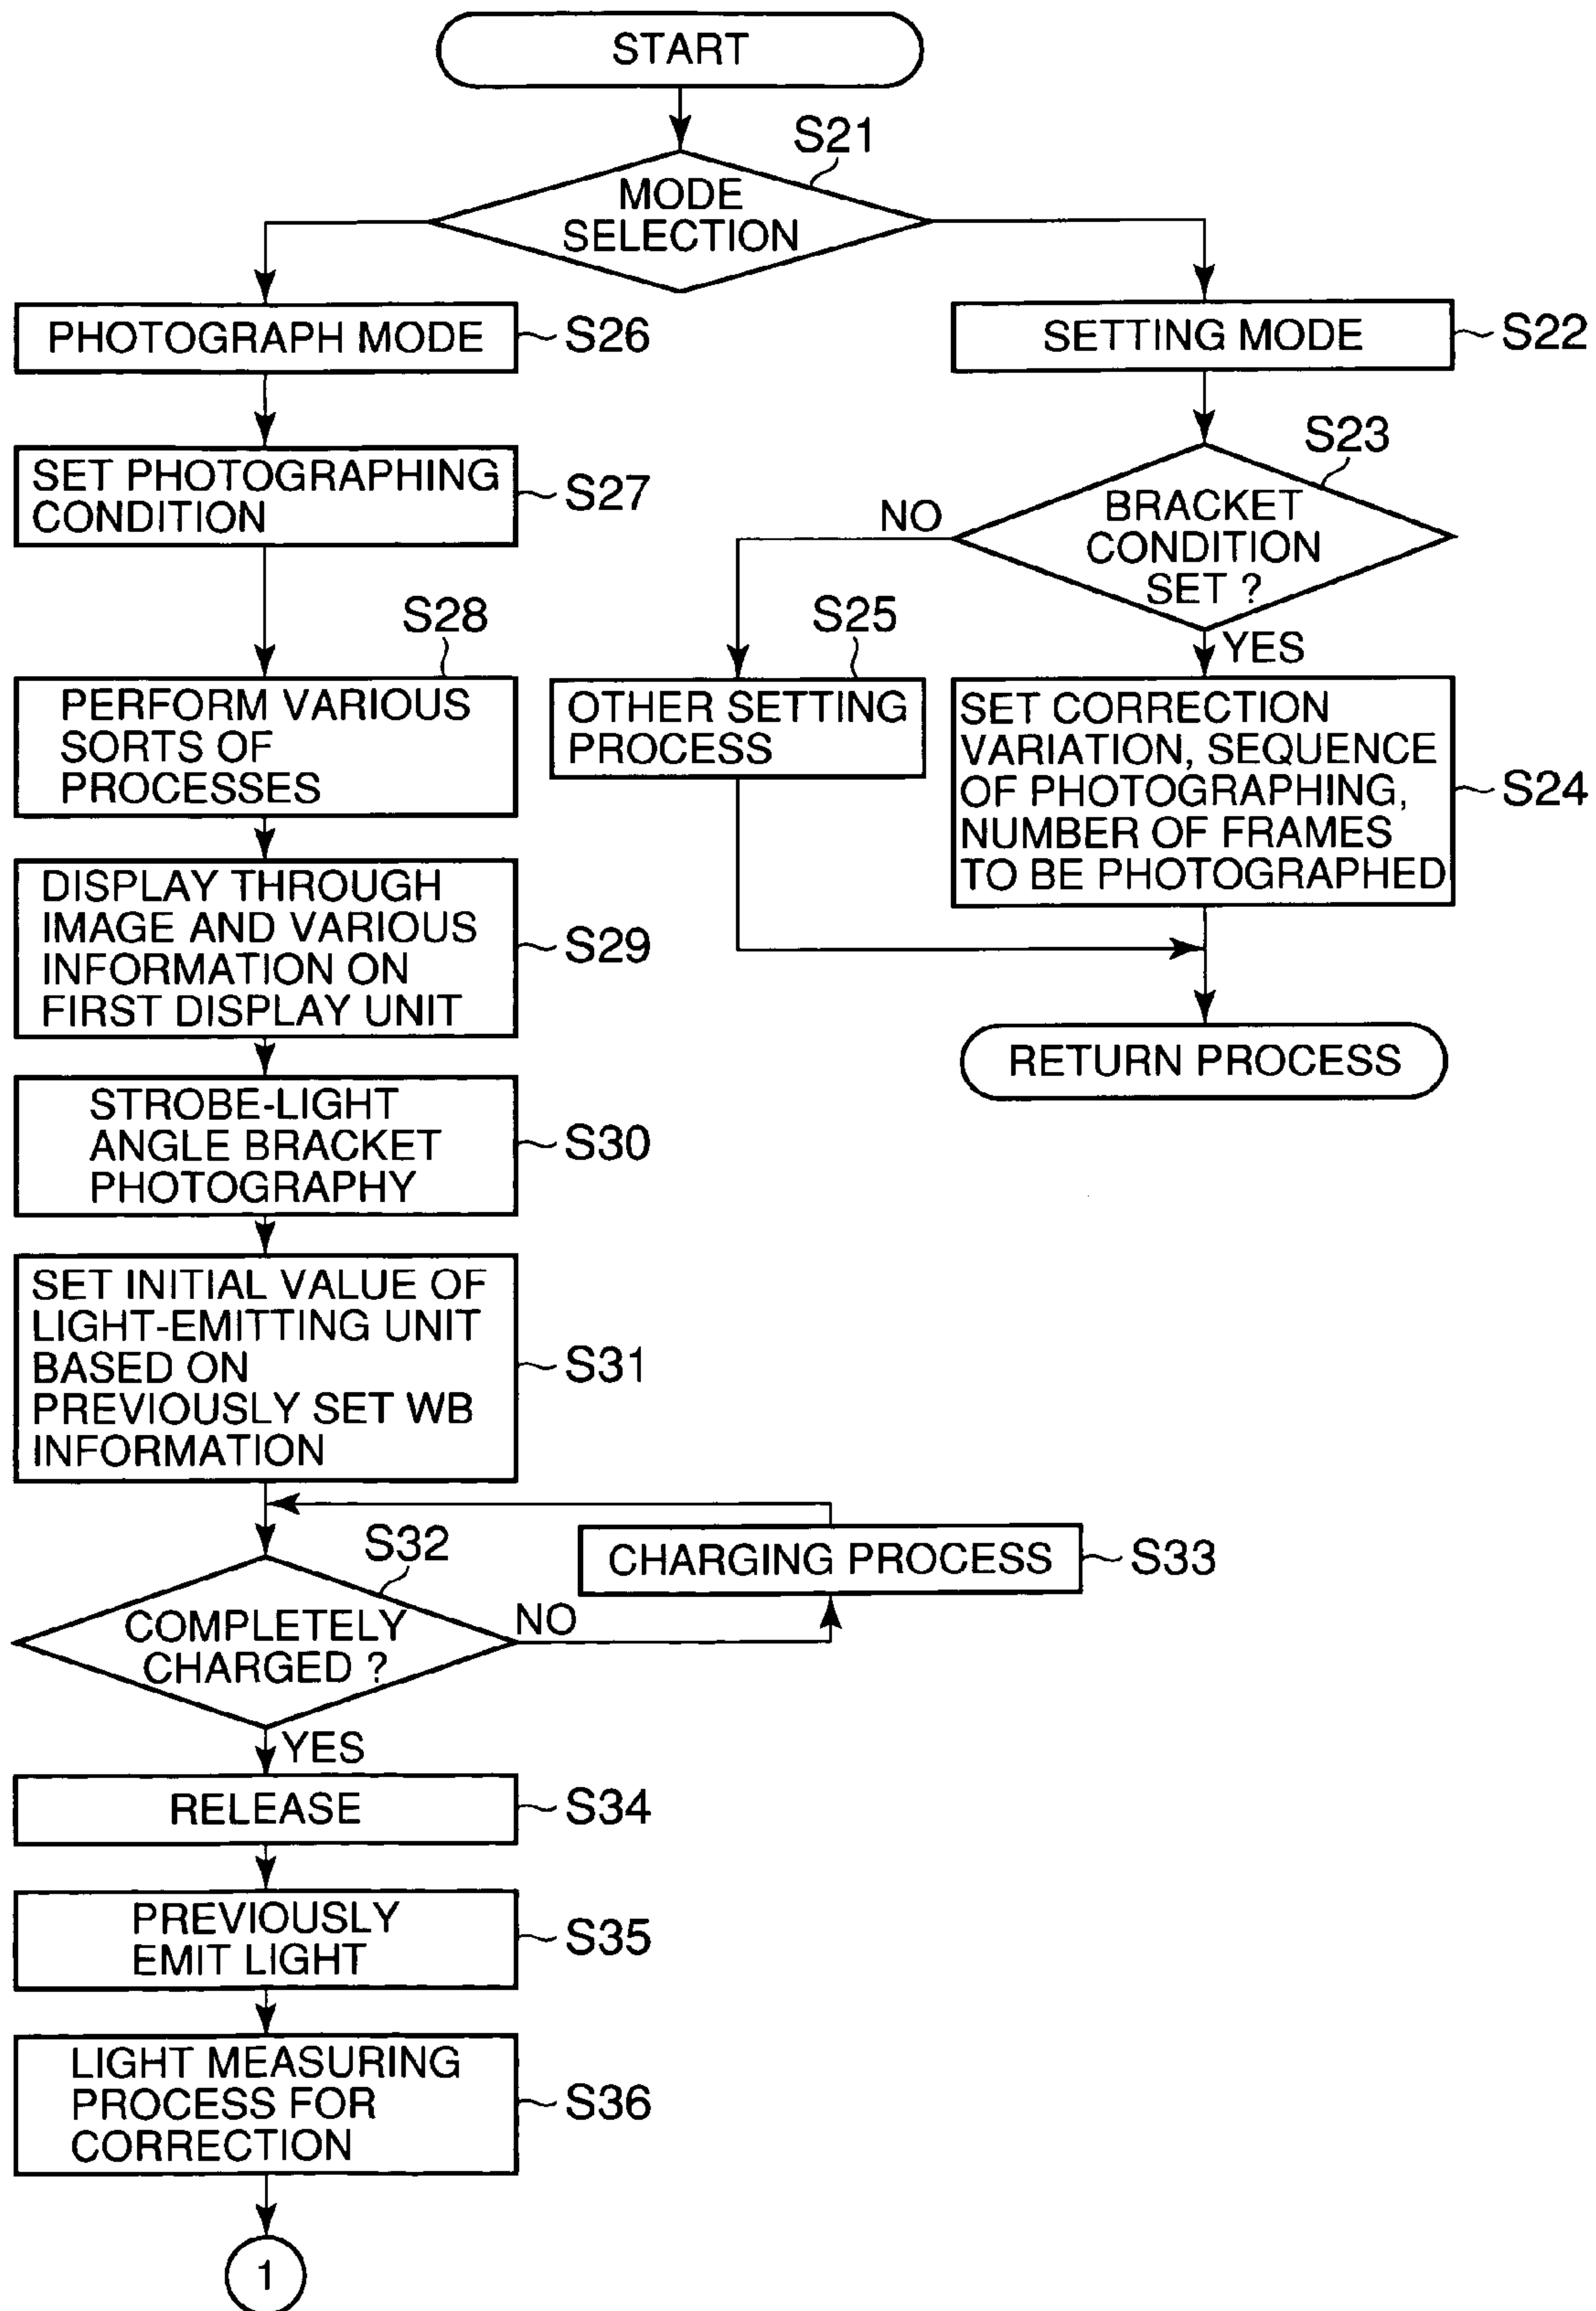 START
S21
MODE
SELECTION
PHOTOGRAPH MODE
S26
SETTING MODE
S22
SET PHOTOGRAPHING
CONDITION
S27
S23
BRACKET
CONDITION
SET ?
NO
YES
S28
PERFORM VARIOUS
SORTS OF
PROCESSES
S25
OTHER SETTING
PROCESS
SET CORRECTION
VARIATION, SEQUENCE
OF PHOTOGRAPHING,
NUMBER OF FRAMES
TO BE PHOTOGRAPHED
S24
DISPLAY THROUGH
IMAGE AND VARIOUS
INFORMATION ON
FIRST DISPLAY UNIT
S29
RETURN PROCESS
STROBE-LIGHT
ANGLE BRACKET
PHOTOGRAPHY
S30
SET INITIAL VALUE OF
LIGHT-EMITTING UNIT
BASED ON
PREVIOUSLY SET WB
INFORMATION
S31
S32
COMPLETELY
CHARGED ?
NO
CHARGING PROCESS
S33
YES
RELEASE
S34
PREVIOUSLY
EMIT LIGHT
S35
LIGHT MEASURING
PROCESS FOR
CORRECTION
S36
1